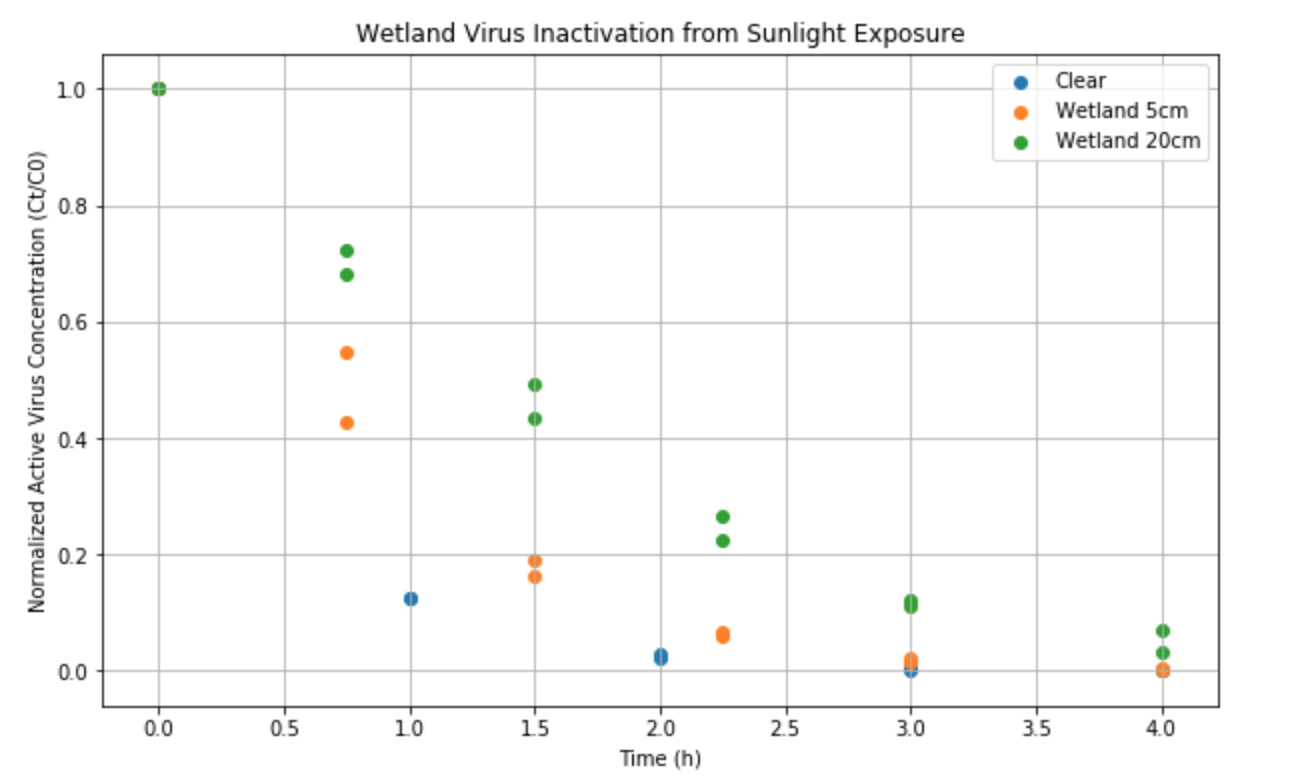 Wetland Virus Inactivation from Sunlight Exposure
Clear
Wetland 5cm
Wetland 20cm
Normalized Active Virus Concentration (Ct/C0)
1.0
0.8
0.6
0.4
0.2
0.0
0.0 0.5 1.0 1.5 2.0 2.5 3.0 3.5 4.0
Time (h)